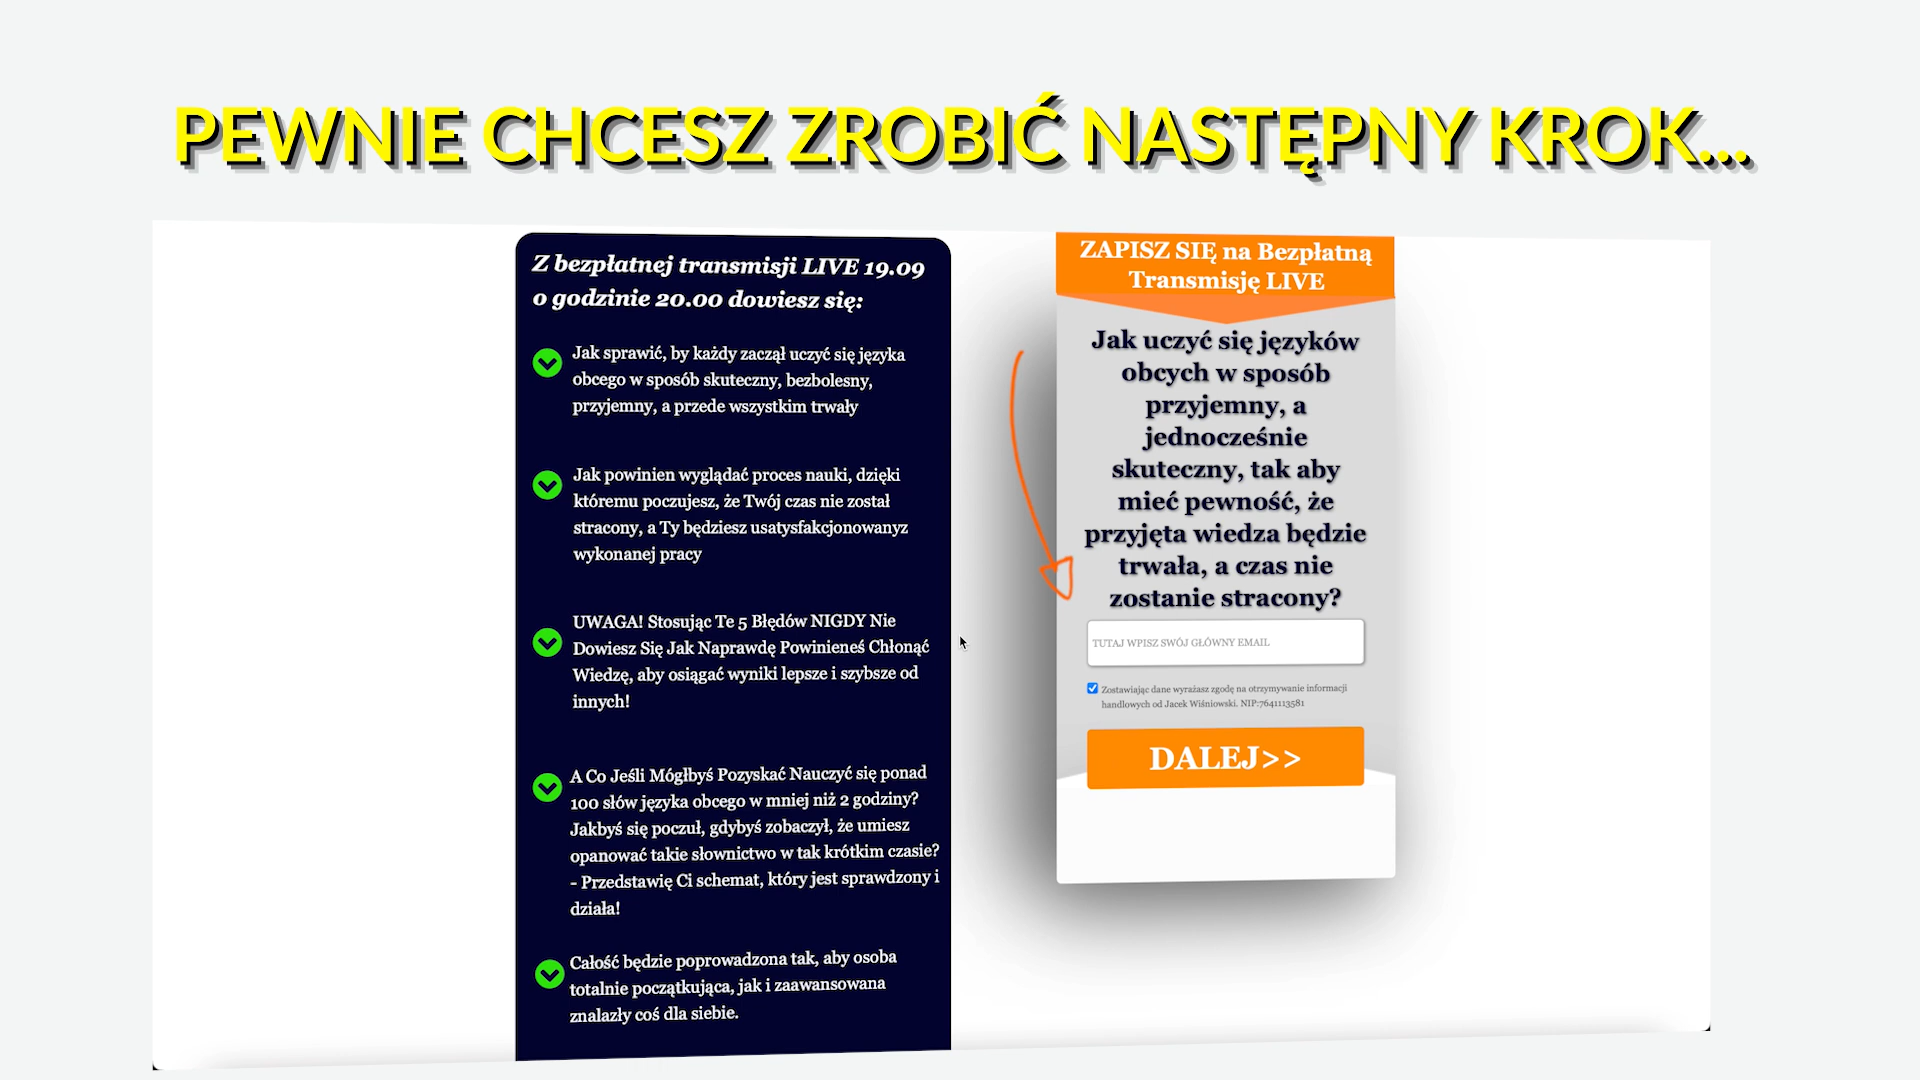 PEWNIE CHCESZ ZROBIĆ NASTĘPNY KROK...
Z bezpłatnej transmisji LIVE 19.09
o godzinie 20.00 dowiesz się:
Jak sprawić, by każdy zaczął uczyć się języka
obcego w sposób skuteczny, bezbolesny,
przyjemny, a przede wszystkim trwały
Jak powinien wyglądać proces nauki, dzięki
któremu poczujesz, że Twój czas nie został
stracony, a Ty będziesz usatysfakcjonowanyz
wykonanej pracy
UWAGA! Stosując Te 5 Błędów NIGDY Nie
Dowiesz Się Jak Naprawdę Powinieneś Chłonąć
Wiedzę, aby osiągać wyniki lepsze i szybsze od
innych!
A Co Jeśli Mógłbyś Pozyskać Nauczyć się ponad
100 słów języka obcego w mniej niż 2 godziny?
Jakbyś się poczuł, gdybyś zobaczył, że umiesz
opanować takie słownictwo w tak krótkim czasie?
- Przedstawię Ci schemat, który jest sprawdzony i
działa!
Całość będzie poprowadzona tak, aby osoba
totalnie początkująca, jak i zaawansowana
znalazły coś dla siebie.
ZAPISZ SIĘ na Bezpłatną
Transmisję LIVE
Jak uczyć się języków
obcych w sposób
przyjemny, a
jednocześnie
skuteczny, tak aby
mieć pewność, że
przyjęta wiedza będzie
trwała, a czas nie
zostanie stracony?
TUTAJ WPISZ SWÓJ GŁÓWNY EMAIL
Zostawiając dane wyrażasz zgodę na otrzymywanie informacji
handlowych od Jacek Wiśniowski. NIP:7641113581
DALEJ>>